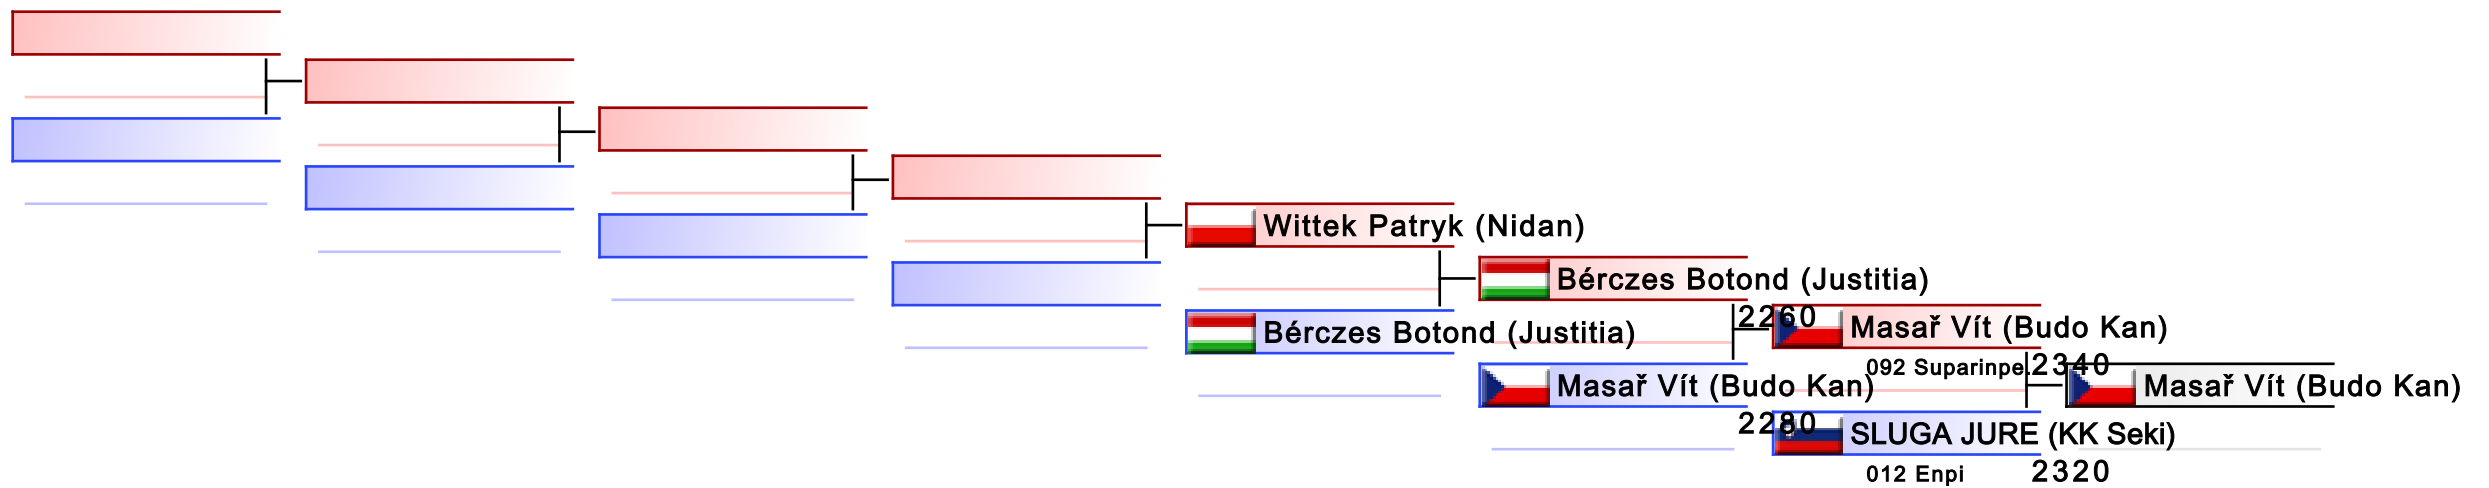 Wittek Patryk (Nidan)
Bérczes Botond (Justitia)
2260
Bérczes Botond (Justitia)
Masař Vít (Budo Kan)
092 Suparinpe. 2340
Masař Vít (Budo Kan)
2280
Masař Vít (Budo Kan)
SLUGA JURE (KK Seki)
012 Enpi 2320